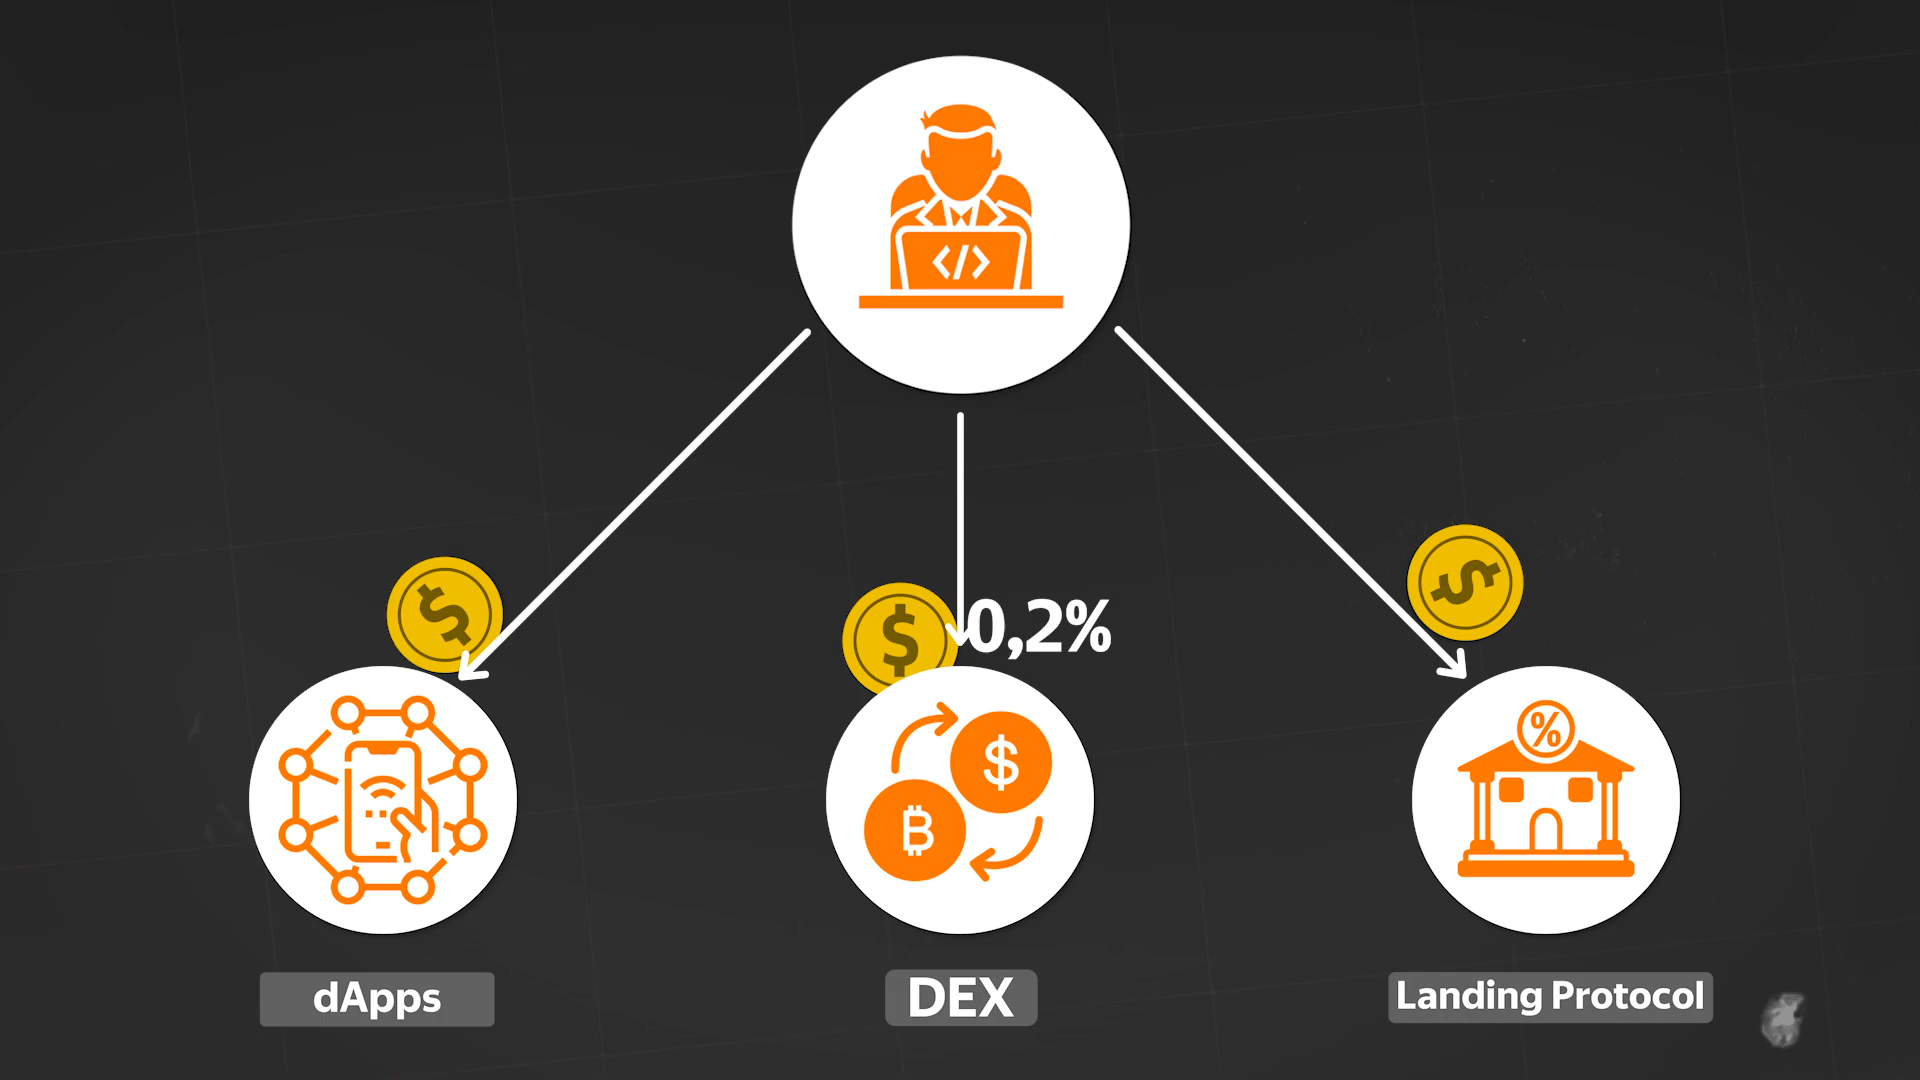 </>
$
$
$
0,2%
%
$
B
dApps
DEX
Landing Protocol